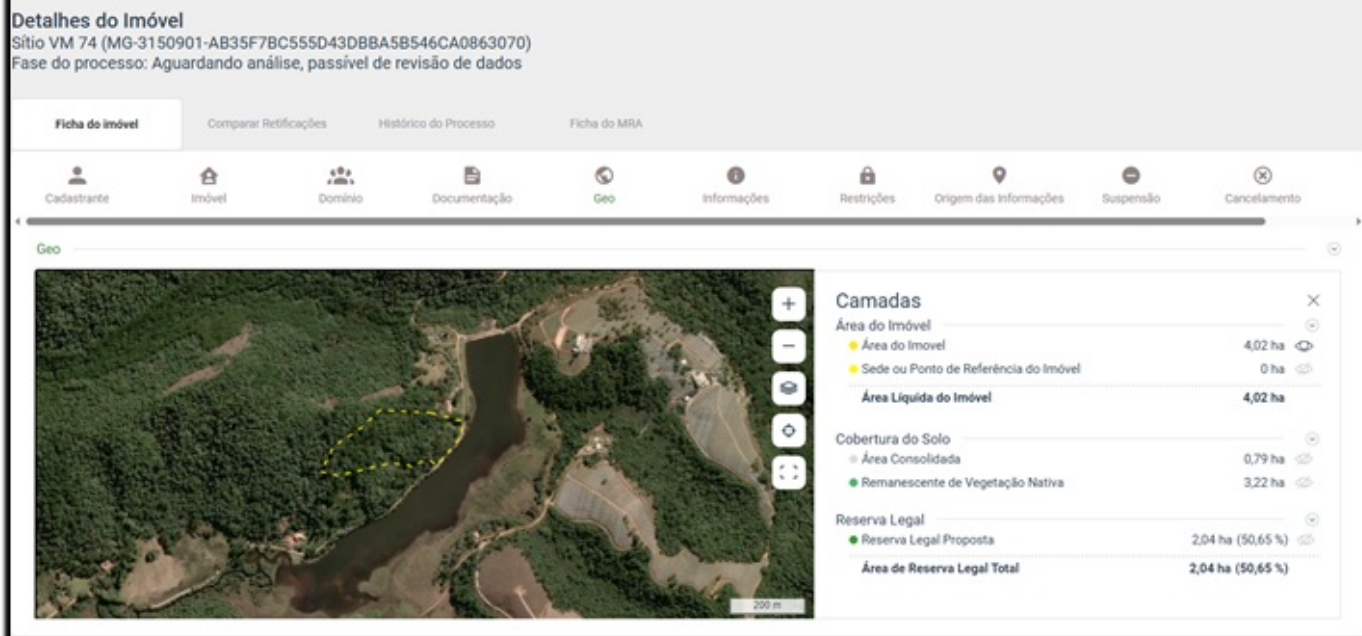 Detalhes do Imóvel
Sítio VM 74 (MG-3150901-AB35F7BC555D43DBBA5B546CA0863070)
Fase do processo: Aguardando análise, passível de revisão de dados
Ficha do imóvel Comparar Retificações Histórico do Processo Ficha do MRA
Cadastrante Imóvel Domínio Documentação Geo Informações Restrições Origem das Informações Suspensão Cancelamento
Geo
Camadas
Área do Imóvel
Área do Imovel 4,02 ha
Sede ou Ponto de Referência do Imóvel 0 ha
Área Líquida do Imóvel 4,02 ha
Cobertura do Solo
Área Consolidada 0,79 ha
Remanescente de Vegetação Nativa 3,22 ha
Reserva Legal
Reserva Legal Proposta 2,04 ha (50,65 %)
Área de Reserva Legal Total 2,04 ha (50,65 %)
200 m